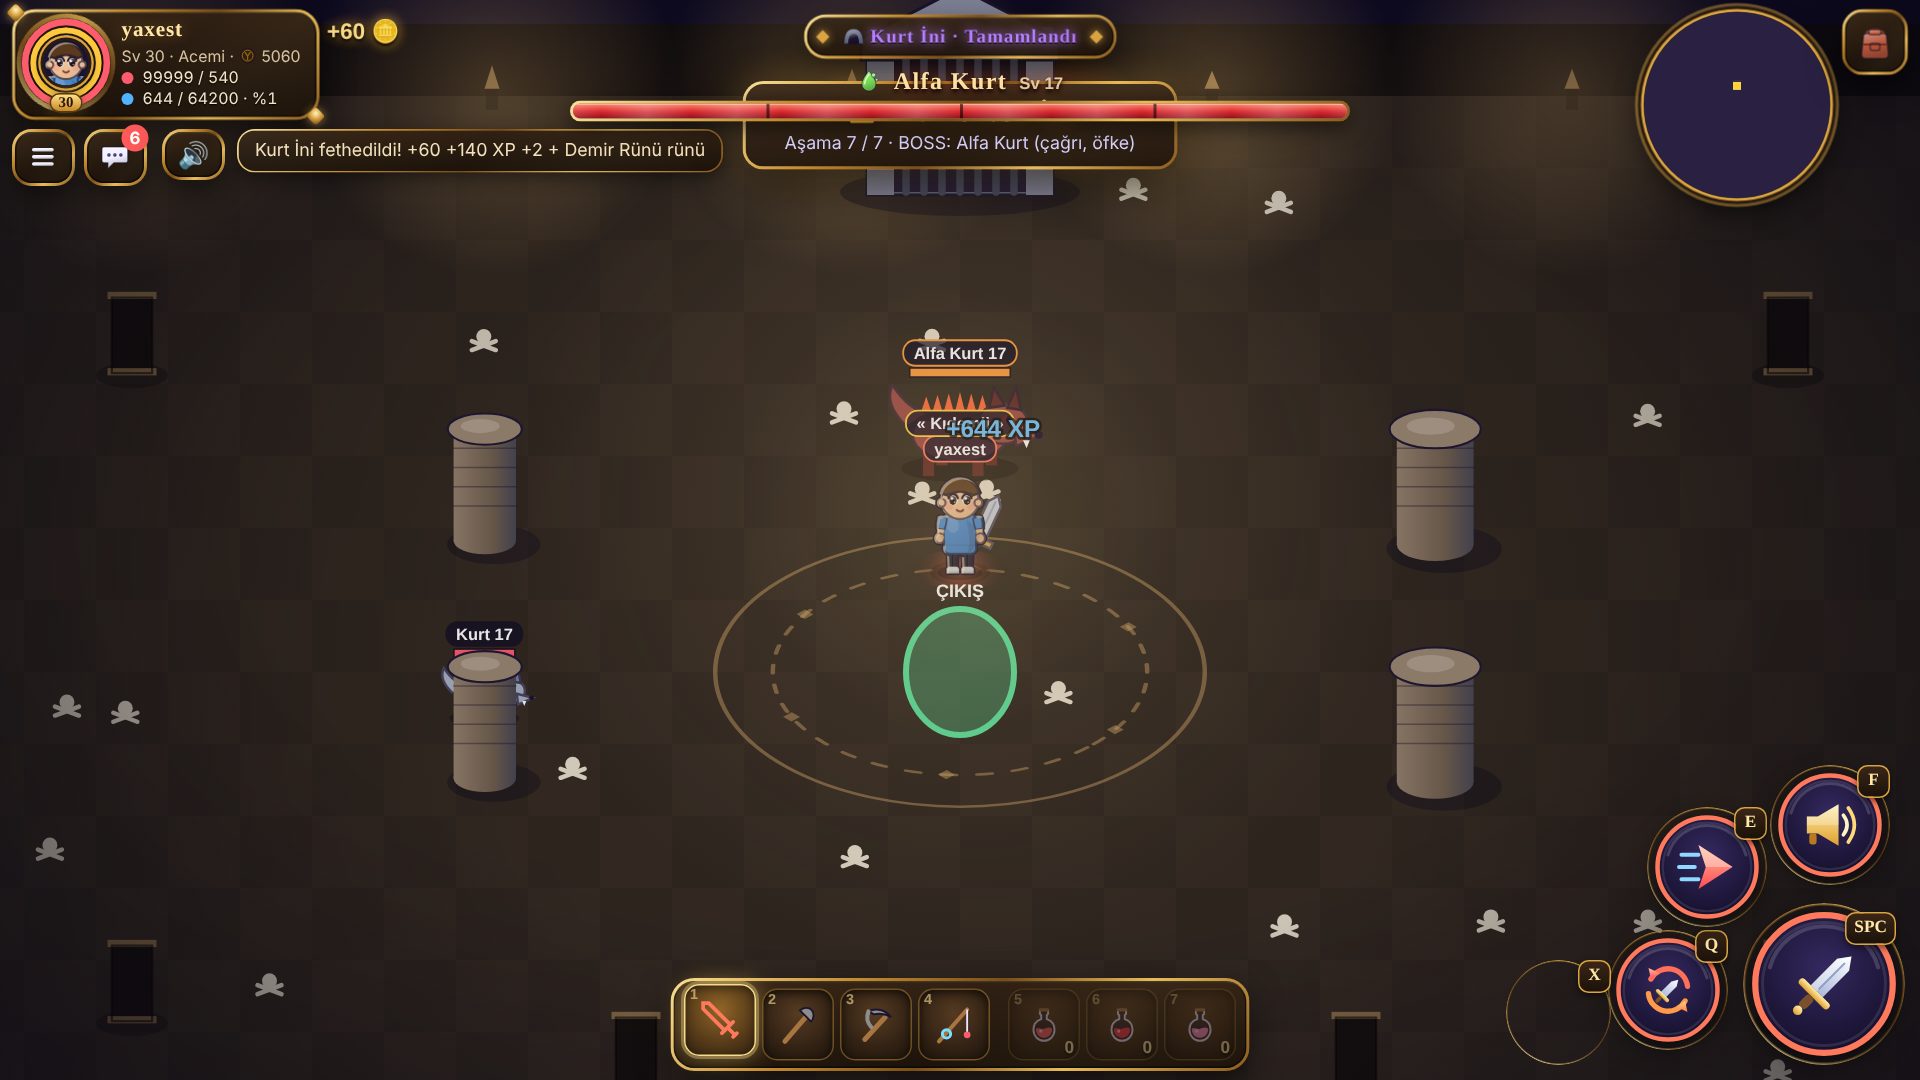 yaxest
+60
Sv 30 · Acemi · 5060
99999 / 540
644 / 64200 · %1
30
6
Kurt İni fethedildi! +60 +140 XP +2 + Demir Rünü rünü
Kurt İni · Tamamlandı
Alfa Kurt Sv 17
Aşama 7 / 7 · BOSS: Alfa Kurt (çağrı, öfke)
Alfa Kurt 17
+644 XP
yaxest
ÇIKIŞ
Kurt 17
F
E
SPC
Q
X
1
2
3
4
5
0
6
0
7
0